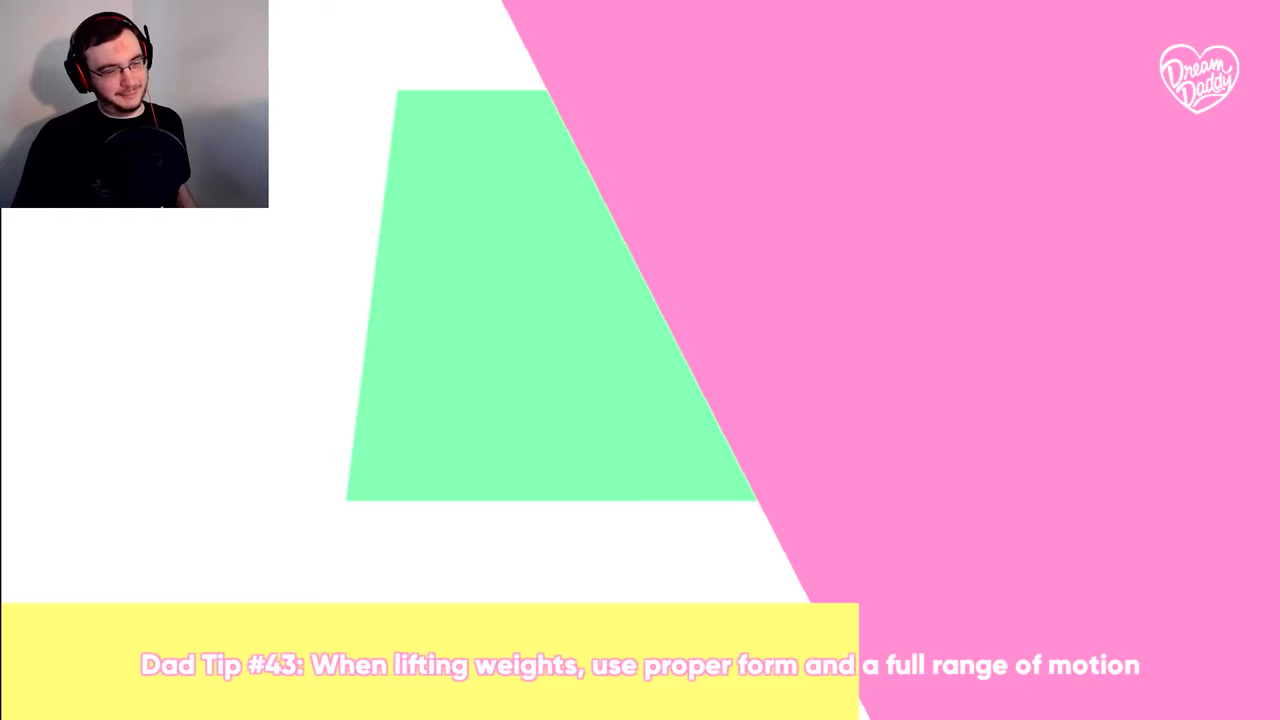 Dream
Daddy
Dad Tip #43: When lifting weights, use proper form and a full range of motion